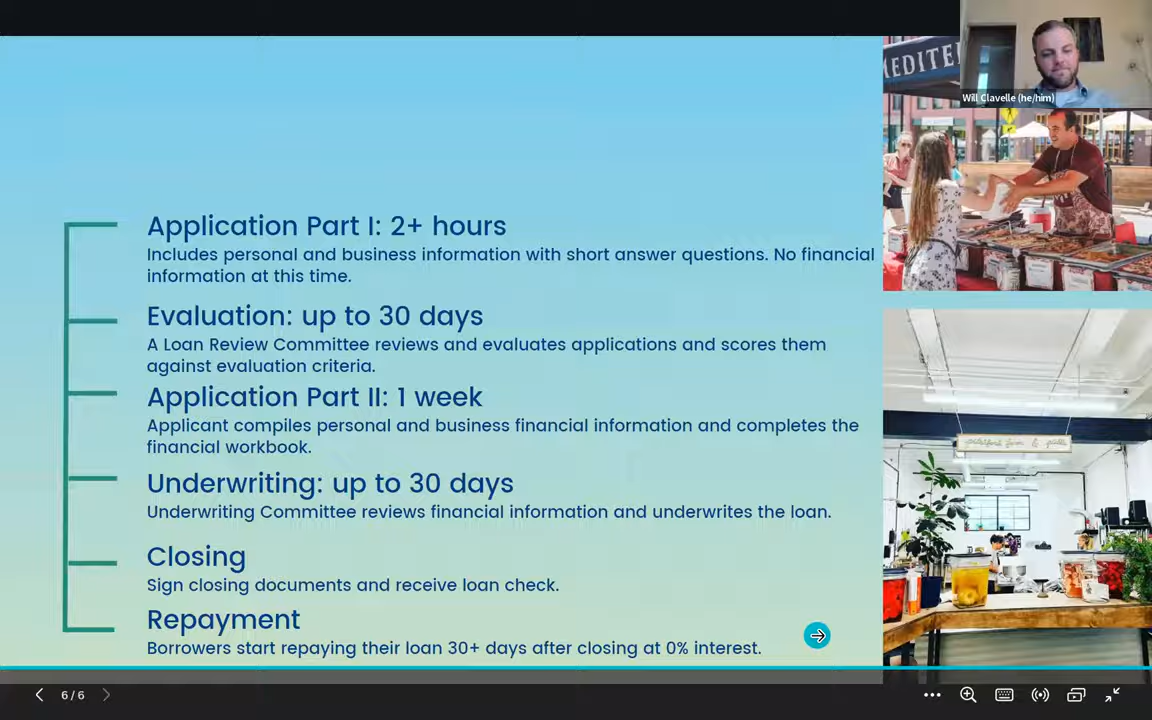 MEDITE
Will Clavelle (he/him)
Application Part I: 2+ hours
Includes personal and business information with short answer questions. No financial
information at this time.
Evaluation: up to 30 days
A Loan Review Committee reviews and evaluates applications and scores them
against evaluation criteria.
Application Part II: 1 week
Applicant compiles personal and business financial information and completes the
financial workbook.
Underwriting: up to 30 days
Underwriting Committee reviews financial information and underwrites the loan.
Closing
Sign closing documents and receive loan check.
Repayment
Borrowers start repaying their loan 30+ days after closing at 0% interest.
6 / 6